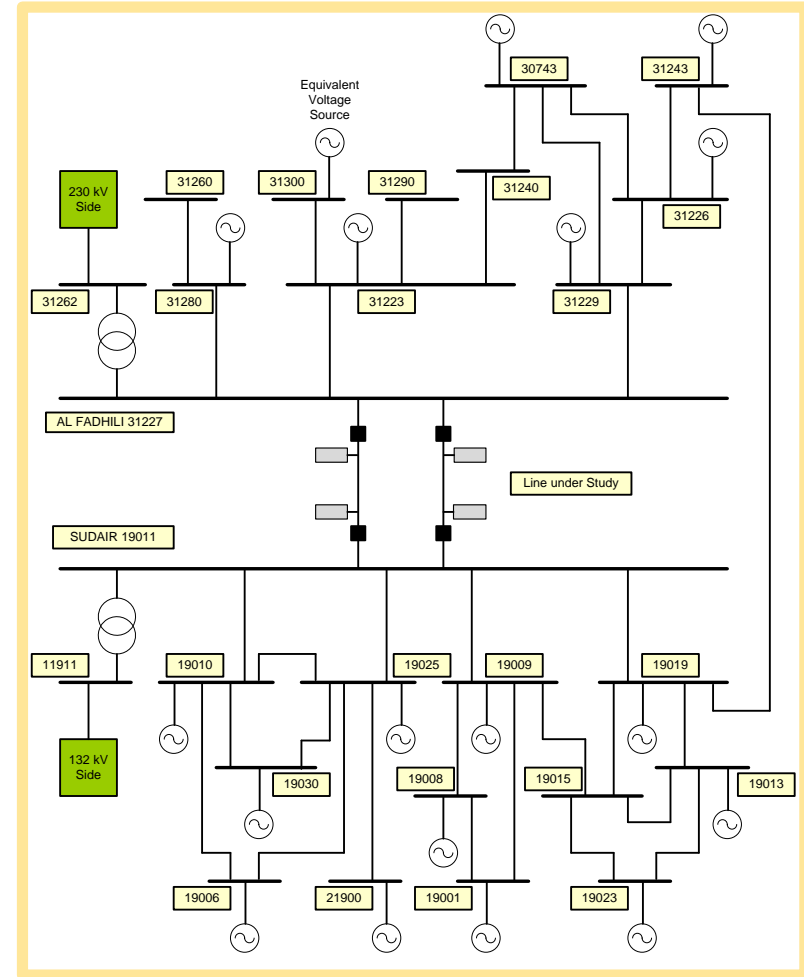 30743
31243
Equivalent
Voltage
Source
230 kV
Side
31260
31300
31290
31240
31226
31262
31280
31223
31229
AL FADHILI 31227
Line under Study
SUDAIR 19011
11911
19010
19025
19009
19019
132 kV
Side
19030
19008
19015
19013
19006
21900
19001
19023